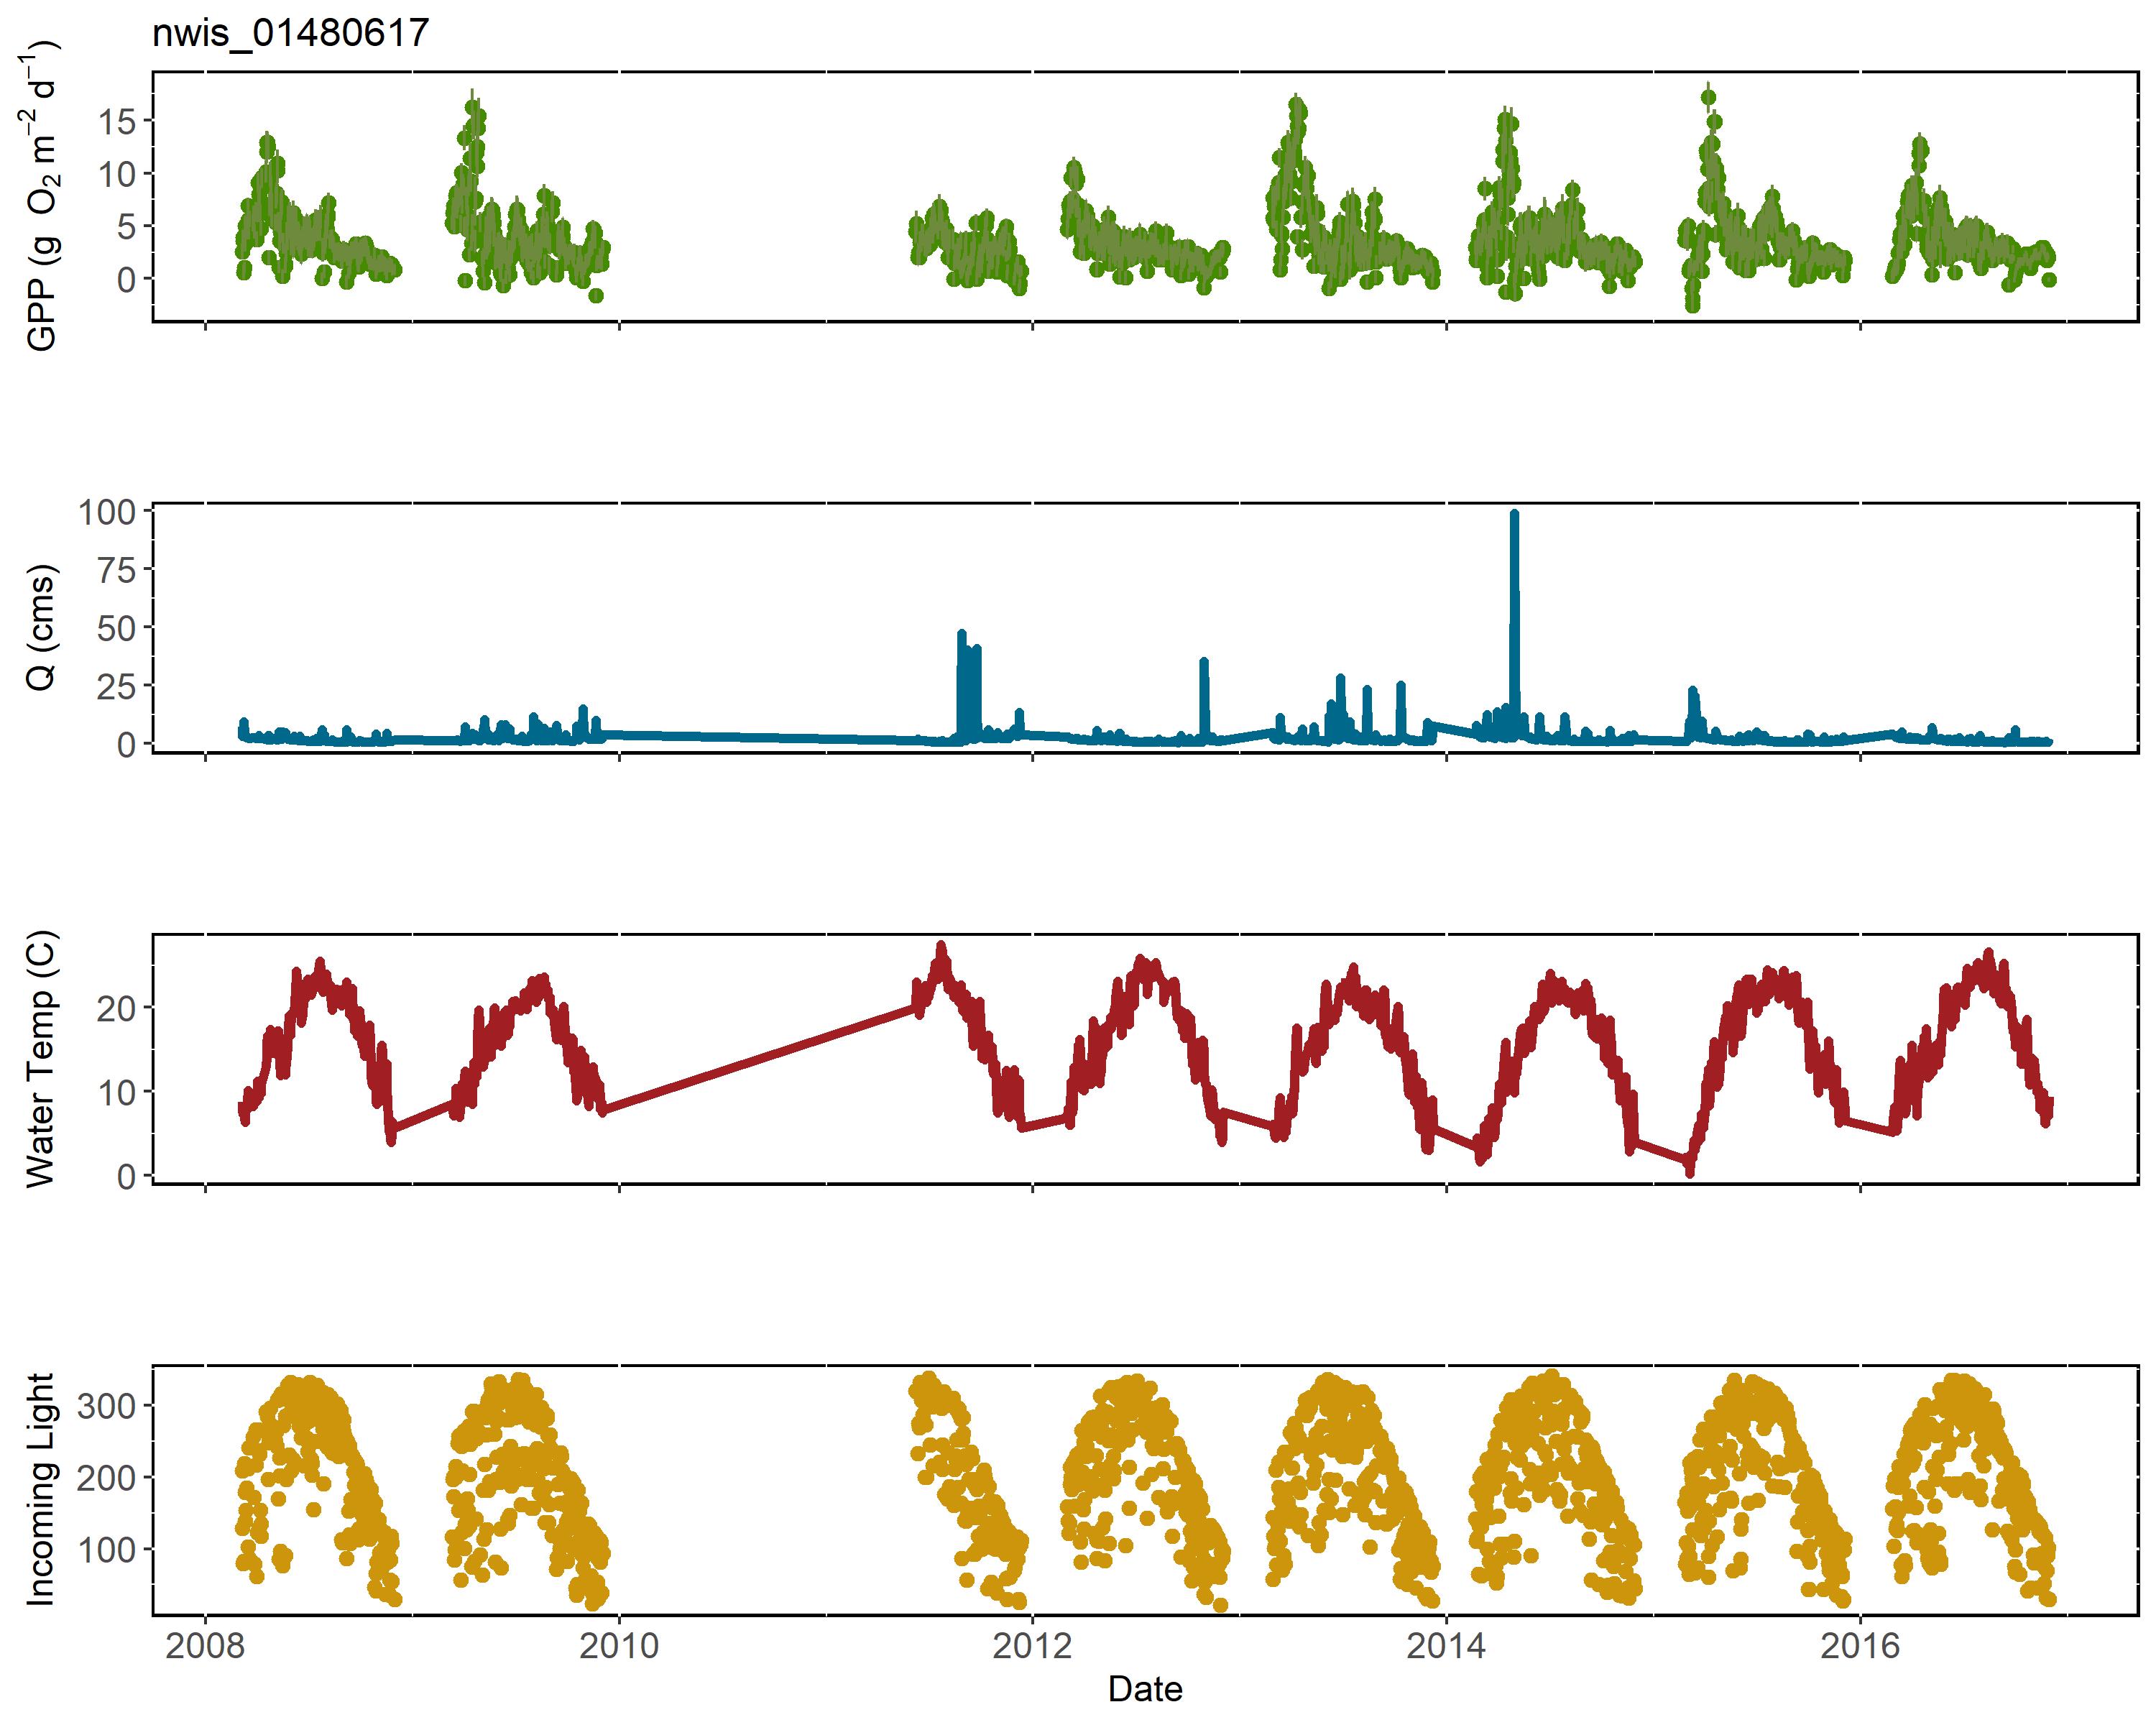 nwis_01480617
GPP (g O₂ m⁻² d⁻¹)
15
10
5
0
Q (cms)
100
75
50
25
0
Water Temp (C)
20
10
0
Incoming Light
300
200
100
2008 2010 2012 2014 2016
Date